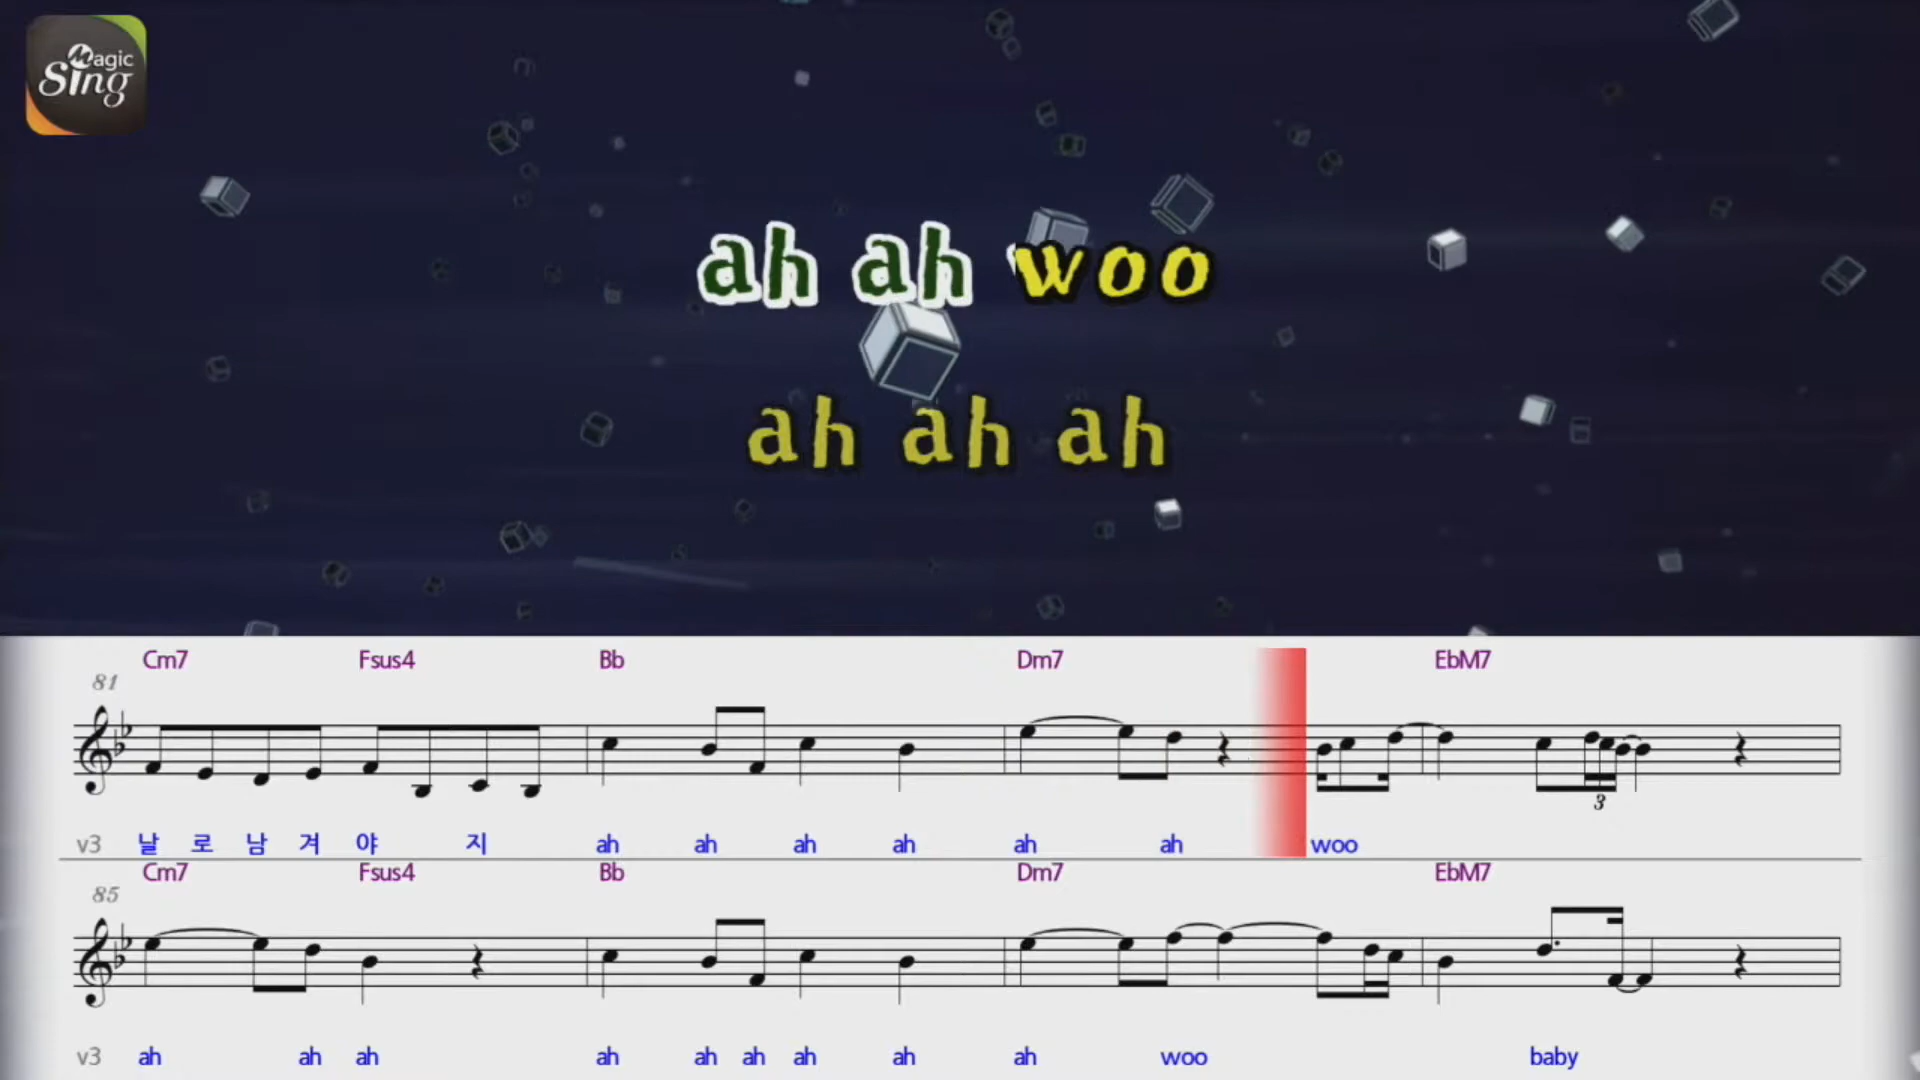 Magic
Sing
ah ah woo
ah ah ah
Cm7 Fsus4 Bb Dm7 EbM7
81
3
v3 날 로 남 겨 야 지 ah ah ah ah ah ah woo
Cm7 Fsus4 Bb Dm7 EbM7
85
v3 ah ah ah ah ah ah ah ah ah woo baby